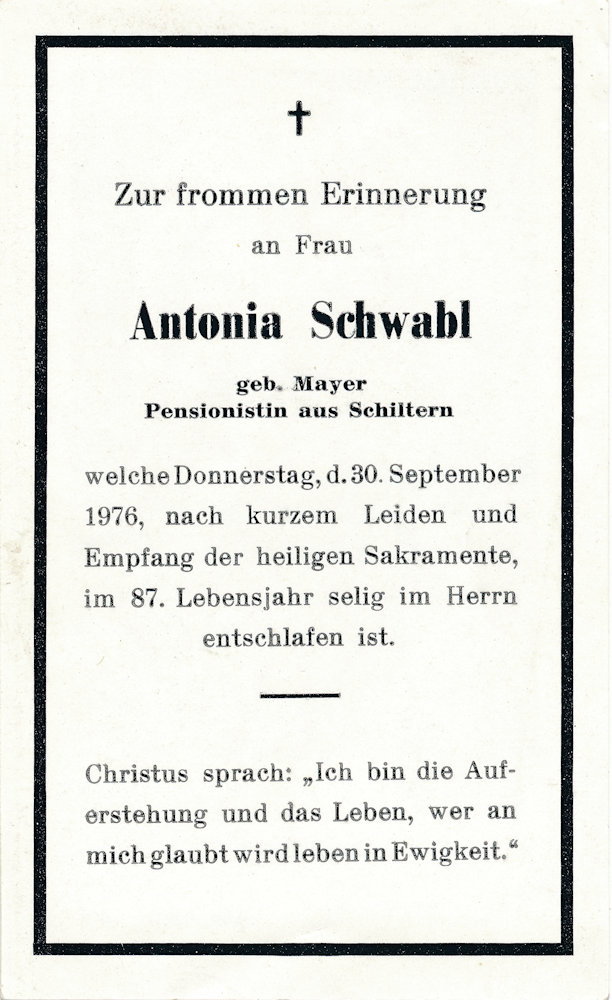 Zur frommen Erinnerung
an Frau
Antonia Schwabl
geb. Mayer
Pensionistin aus Schiltern
welche Donnerstag, d. 30. September
1976, nach kurzem Leiden und
Empfang der heiligen Sakramente,
im 87. Lebensjahr selig im Herrn
entschlafen ist.
Christus sprach: „Ich bin die Auf-
erstehung und das Leben, wer an
mich glaubt wird leben in Ewigkeit.“